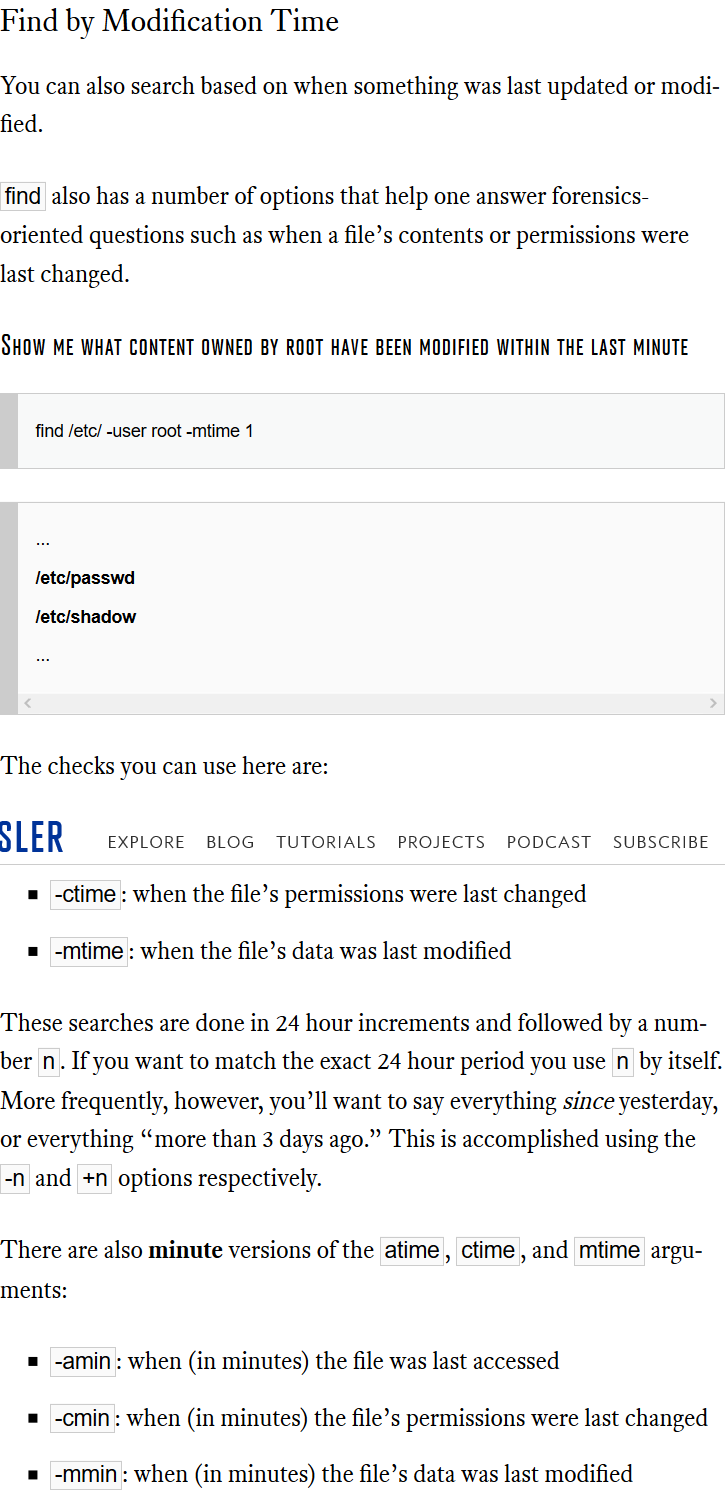 Find by Modification Time
You can also search based on when something was last updated or modi-
fied.
find also has a number of options that help one answer forensics-
oriented questions such as when a file’s contents or permissions were
last changed.
Show me what content owned by root have been modified within the last minute
find /etc/ -user root -mtime 1
...
/etc/passwd
/etc/shadow
...
The checks you can use here are:
SLER EXPLORE BLOG TUTORIALS PROJECTS PODCAST SUBSCRIBE
-ctime: when the file’s permissions were last changed
-mtime: when the file’s data was last modified
These searches are done in 24 hour increments and followed by a num-
ber n. If you want to match the exact 24 hour period you use n by itself.
More frequently, however, you’ll want to say everything since yesterday,
or everything “more than 3 days ago.” This is accomplished using the
-n and +n options respectively.
There are also minute versions of the atime, ctime, and mtime argu-
ments:
-amin: when (in minutes) the file was last accessed
-cmin: when (in minutes) the file’s permissions were last changed
-mmin: when (in minutes) the file’s data was last modified